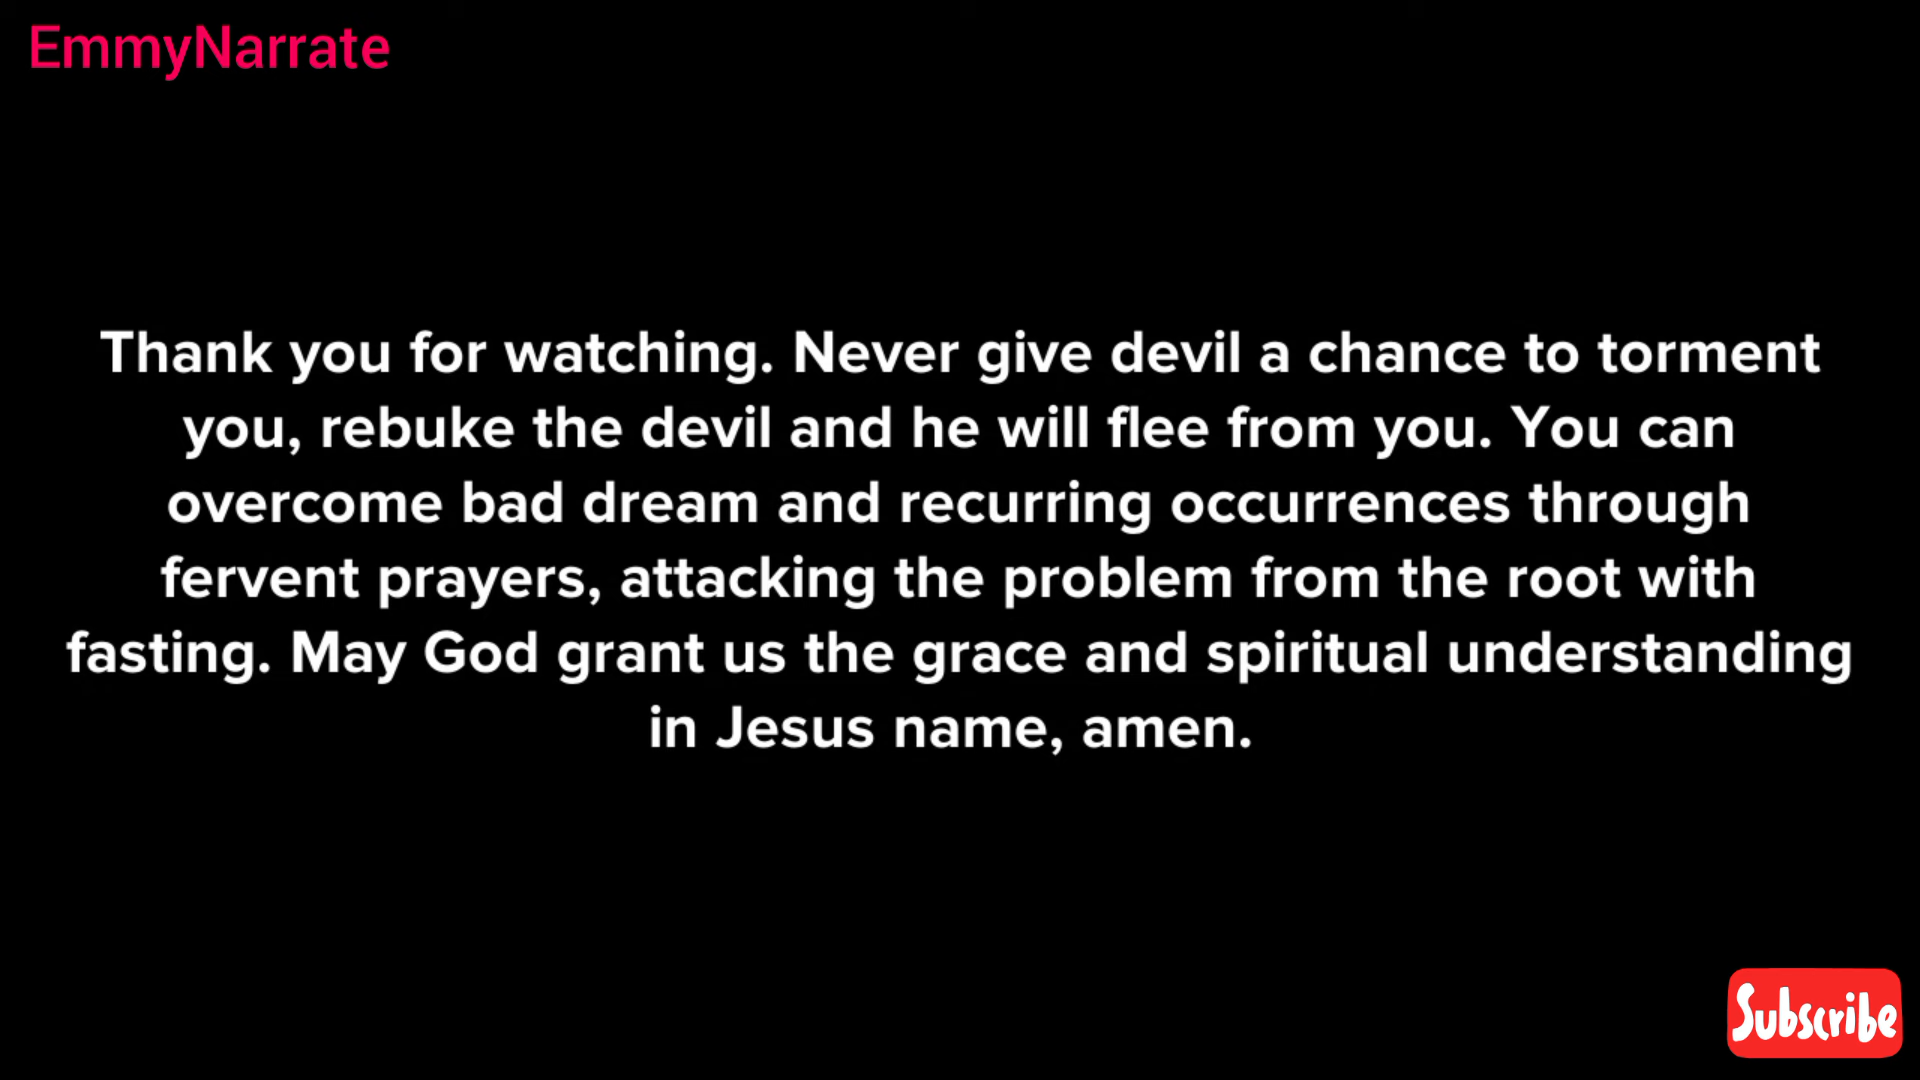 EmmyNarrate
Thank you for watching. Never give devil a chance to torment
you, rebuke the devil and he will flee from you. You can
overcome bad dream and recurring occurrences through
fervent prayers, attacking the problem from the root with
fasting. May God grant us the grace and spiritual understanding
in Jesus name, amen.
Subscribe